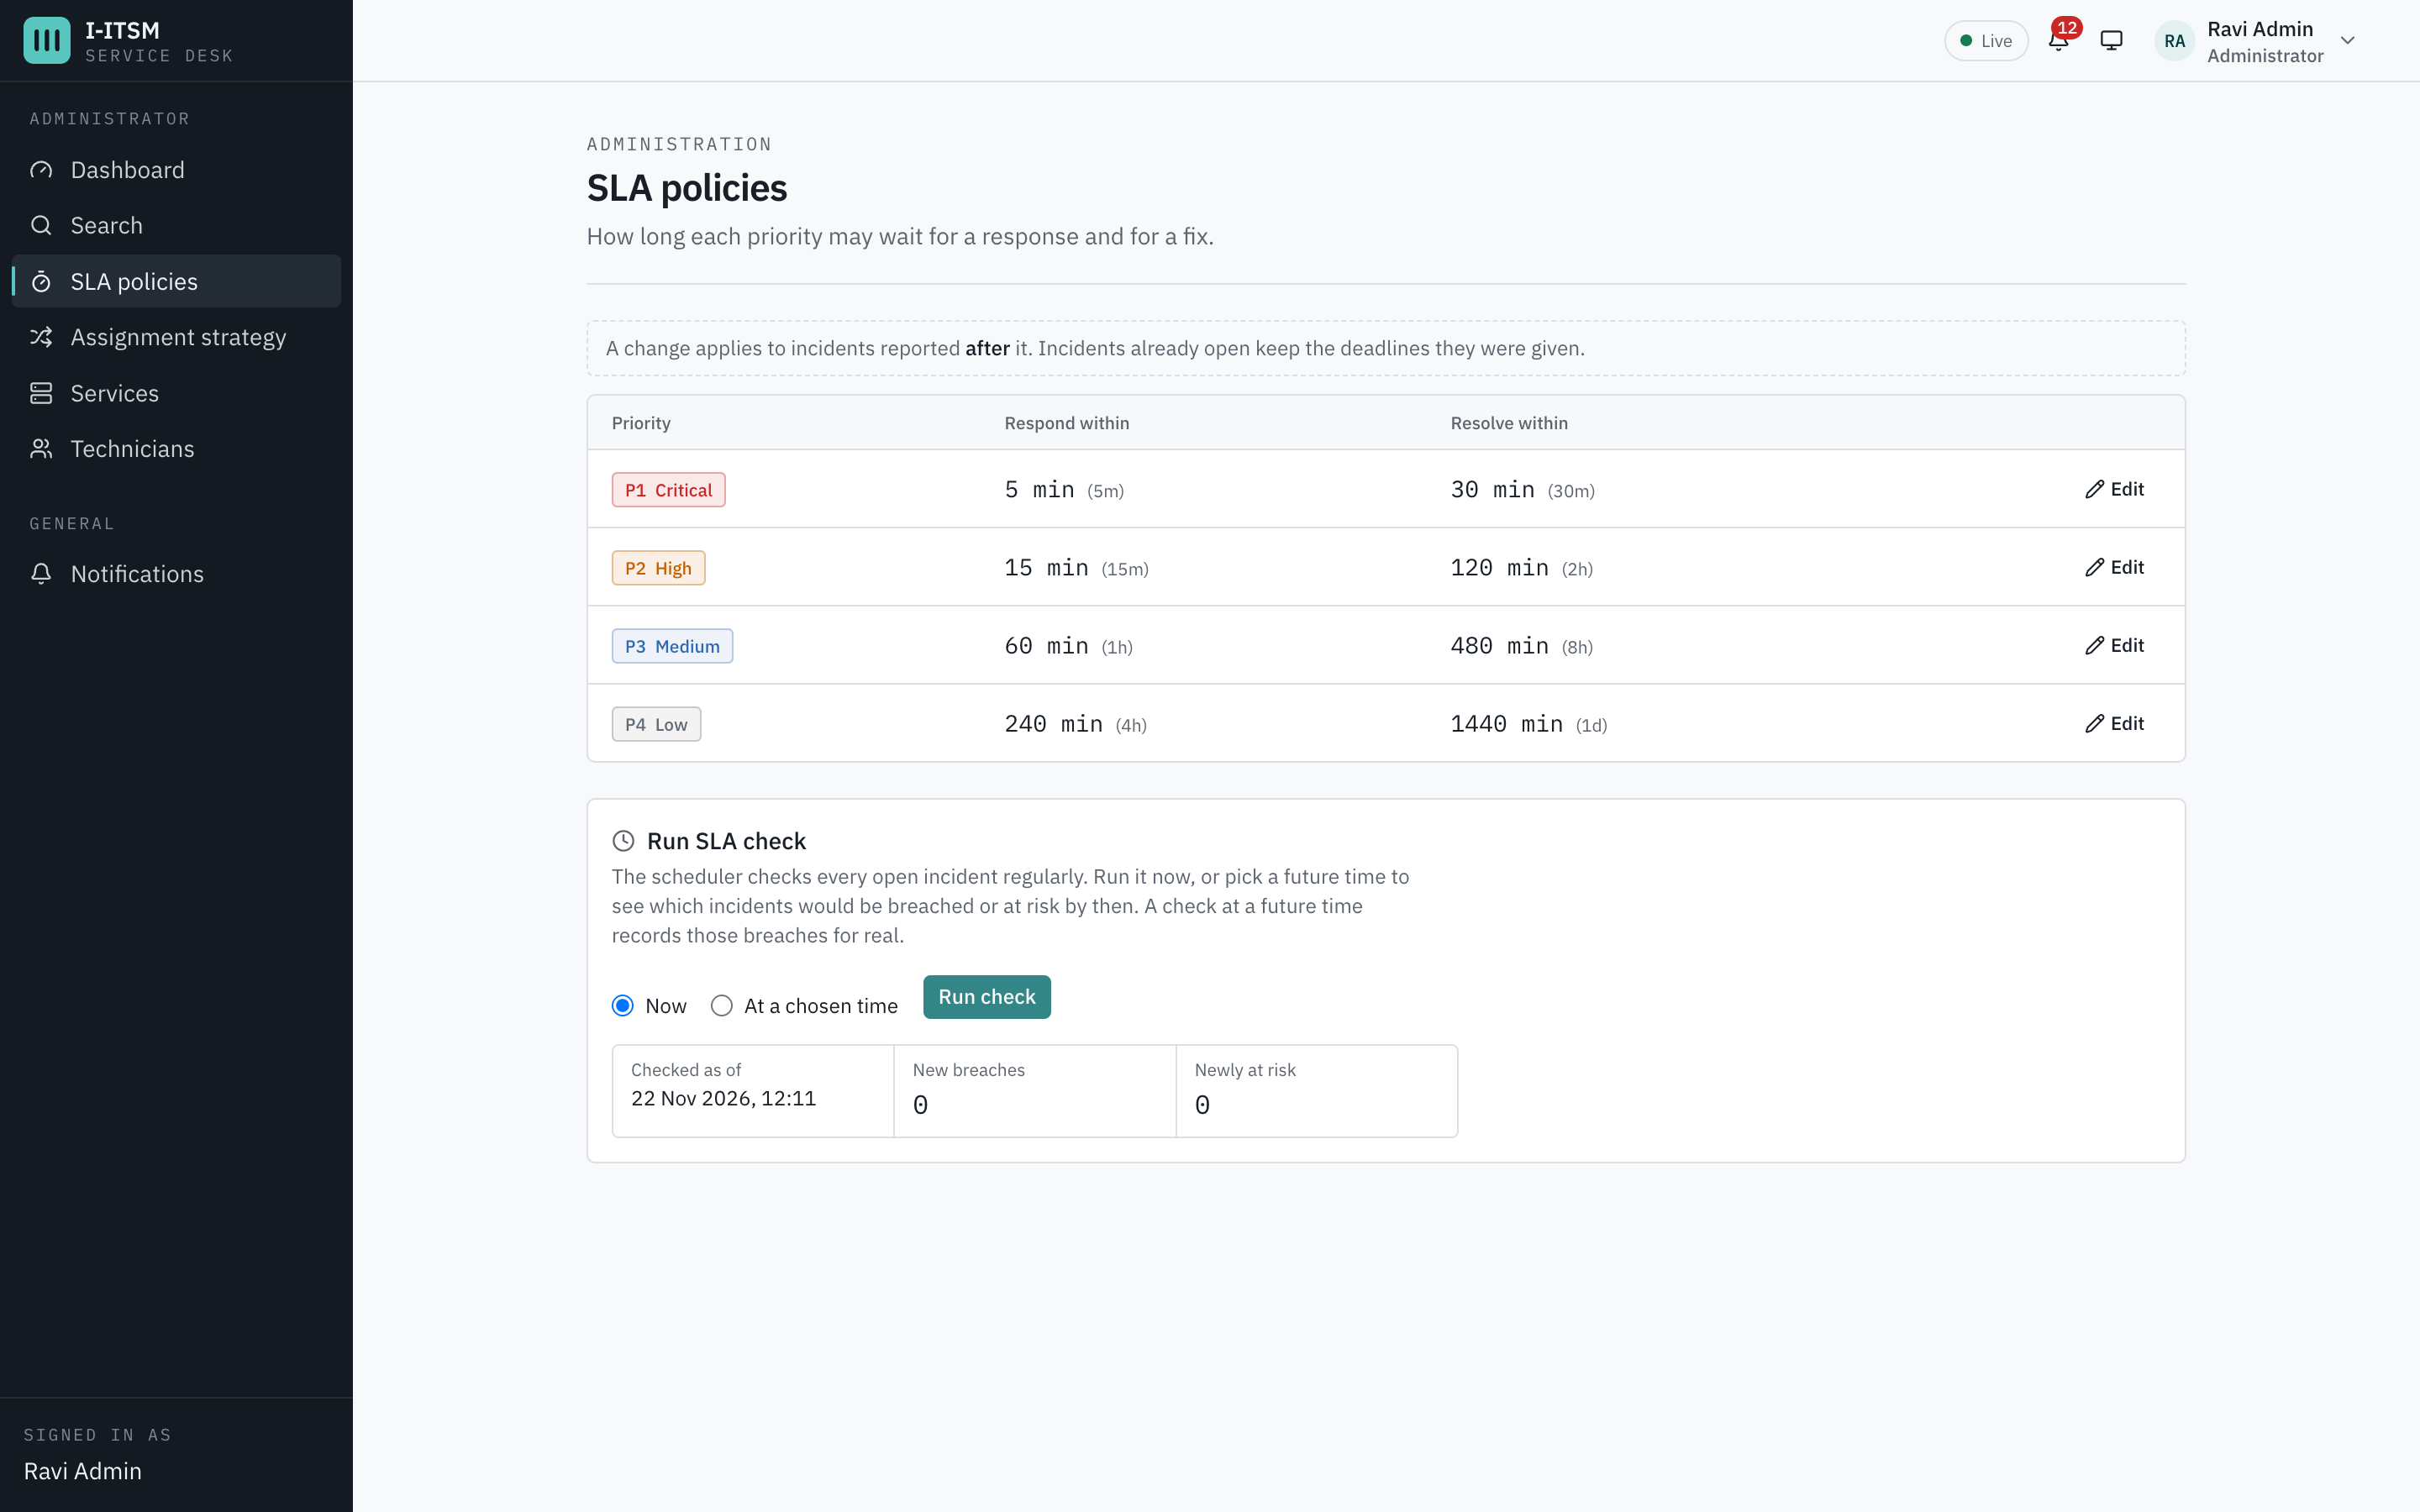 I-ITSM
SERVICE DESK
ADMINISTRATOR
Dashboard
Search
SLA policies
Assignment strategy
Services
Technicians
GENERAL
Notifications
SIGNED IN AS
Ravi Admin
Live
12
RA
Ravi Admin
Administrator
ADMINISTRATION
SLA policies
How long each priority may wait for a response and for a fix.
A change applies to incidents reported after it. Incidents already open keep the deadlines they were given.
Priority Respond within Resolve within
P1 Critical 5 min (5m) 30 min (30m) Edit
P2 High 15 min (15m) 120 min (2h) Edit
P3 Medium 60 min (1h) 480 min (8h) Edit
P4 Low 240 min (4h) 1440 min (1d) Edit
Run SLA check
The scheduler checks every open incident regularly. Run it now, or pick a future time to
see which incidents would be breached or at risk by then. A check at a future time
records those breaches for real.
Now At a chosen time Run check
Checked as of New breaches Newly at risk
22 Nov 2026, 12:11 0 0